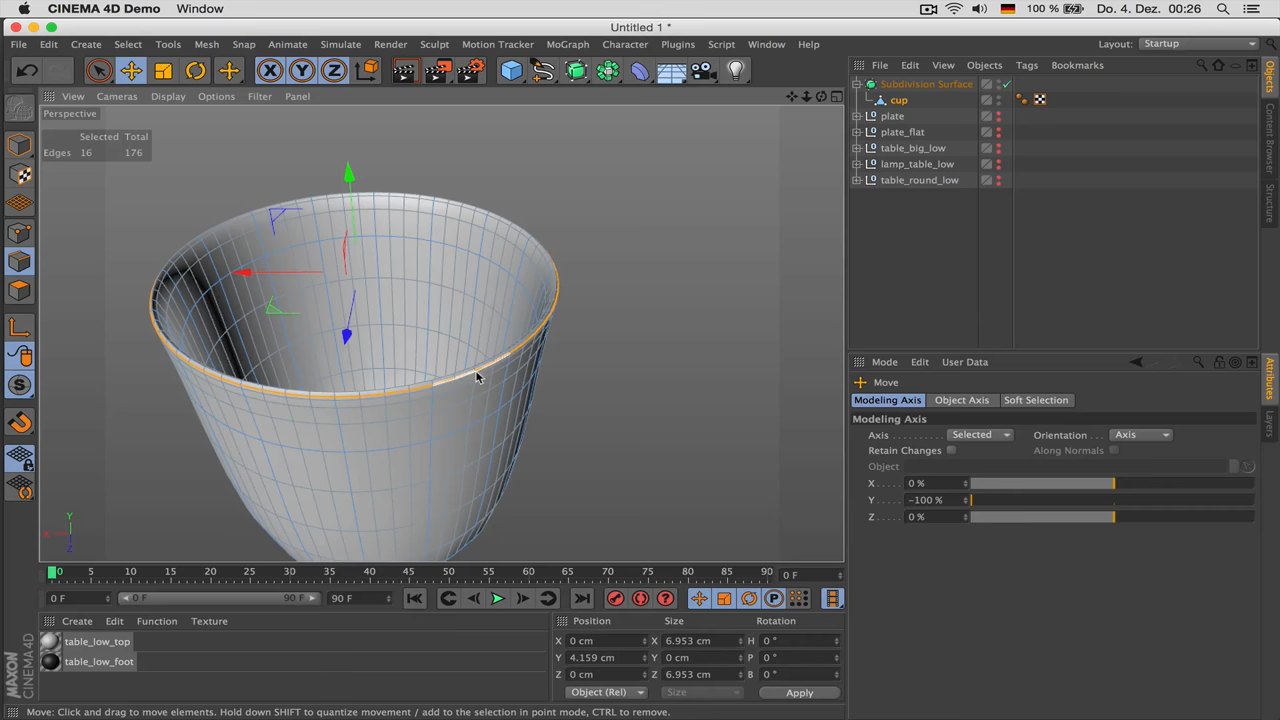 CINEMA 4D Demo Window 100 % Do. 4. Dez. 00:26
Untitled 1 *
File Edit Create Select Tools Mesh Snap Animate Simulate Render Sculpt Motion Tracker MoGraph Character Plugins Script Window Help Layout: Startup
X Y Z
File Edit View Objects Tags Bookmarks
View Cameras Display Options Filter Panel
Perspective
Selected Total
Edges 16 176
Subdivision Surface
cup
plate
plate_flat
table_big_low
lamp_table_low
table_round_low
Objects
Content Browser
Structure
Mode Edit User Data
Move
Modeling Axis Object Axis Soft Selection
Modeling Axis
Axis Selected Orientation Axis
Retain Changes Along Normals
Object
X 0 %
Y -100 %
Z 0 %
Attributes
Layers
Y
X
Z
0 5 10 15 20 25 30 35 40 45 50 55 60 65 70 75 80 85 90 0 F
0 F 0 F 90 F 90 F
Create Edit Function Texture
table_low_top
table_low_foot
Position Size Rotation
X 0 cm X 6.953 cm H 0 °
Y 4.159 cm Y 0 cm P 0 °
Z 0 cm Z 6.953 cm B 0 °
Object (Rel) Size Apply
MAXON CINEMA 4D
Move: Click and drag to move elements. Hold down SHIFT to quantize movement / add to the selection in point mode, CTRL to remove.